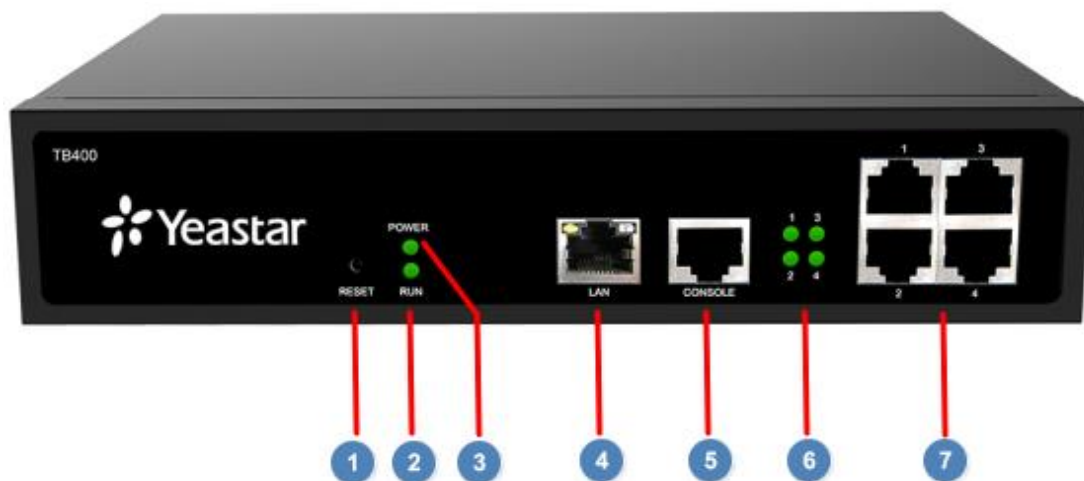 TB400
Yeastar
RESET
POWER
RUN
LAN
CONSOLE
1 3
2 4
1 3
2 4
1 2 3 4 5 6 7